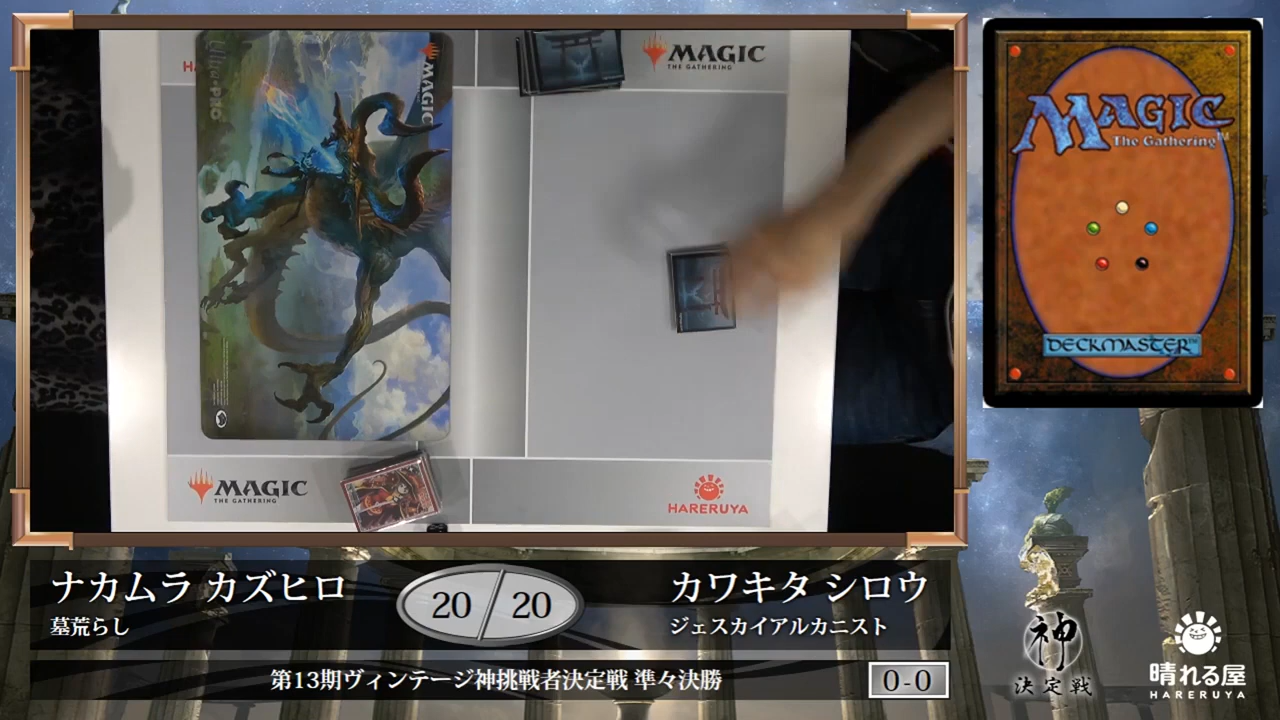 Ultra·PRO
MAGIC
MAGIC
THE GATHERING
MAGIC
THE GATHERING
HARERUYA
MAGIC
The Gathering
DECKMASTER
ナカムラ カズヒロ
墓荒らし
20/20
カワキタ シロウ
ジェスカイアルカニスト
第13期ヴィンテージ神挑戦者決定戦 準々決勝
0-0
神
決定戦
晴れる屋
HARERUYA